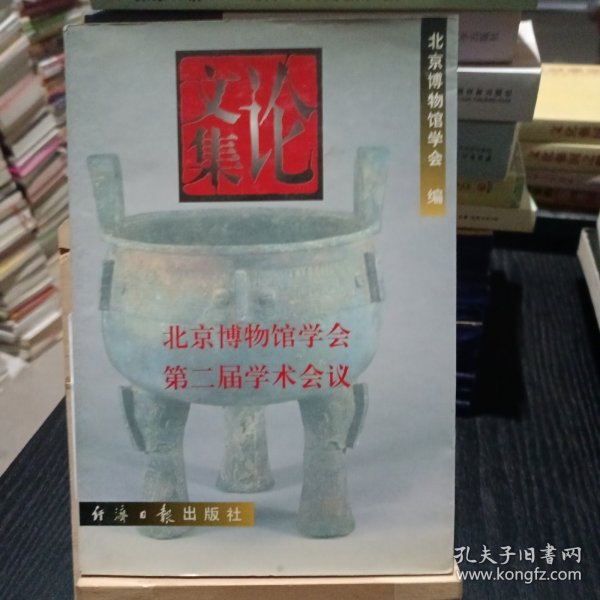 论文集
北京博物馆学会 编
北京博物馆学会
第二届学术会议
经济日报出版社
孔夫子旧书网
www.kongfz.com